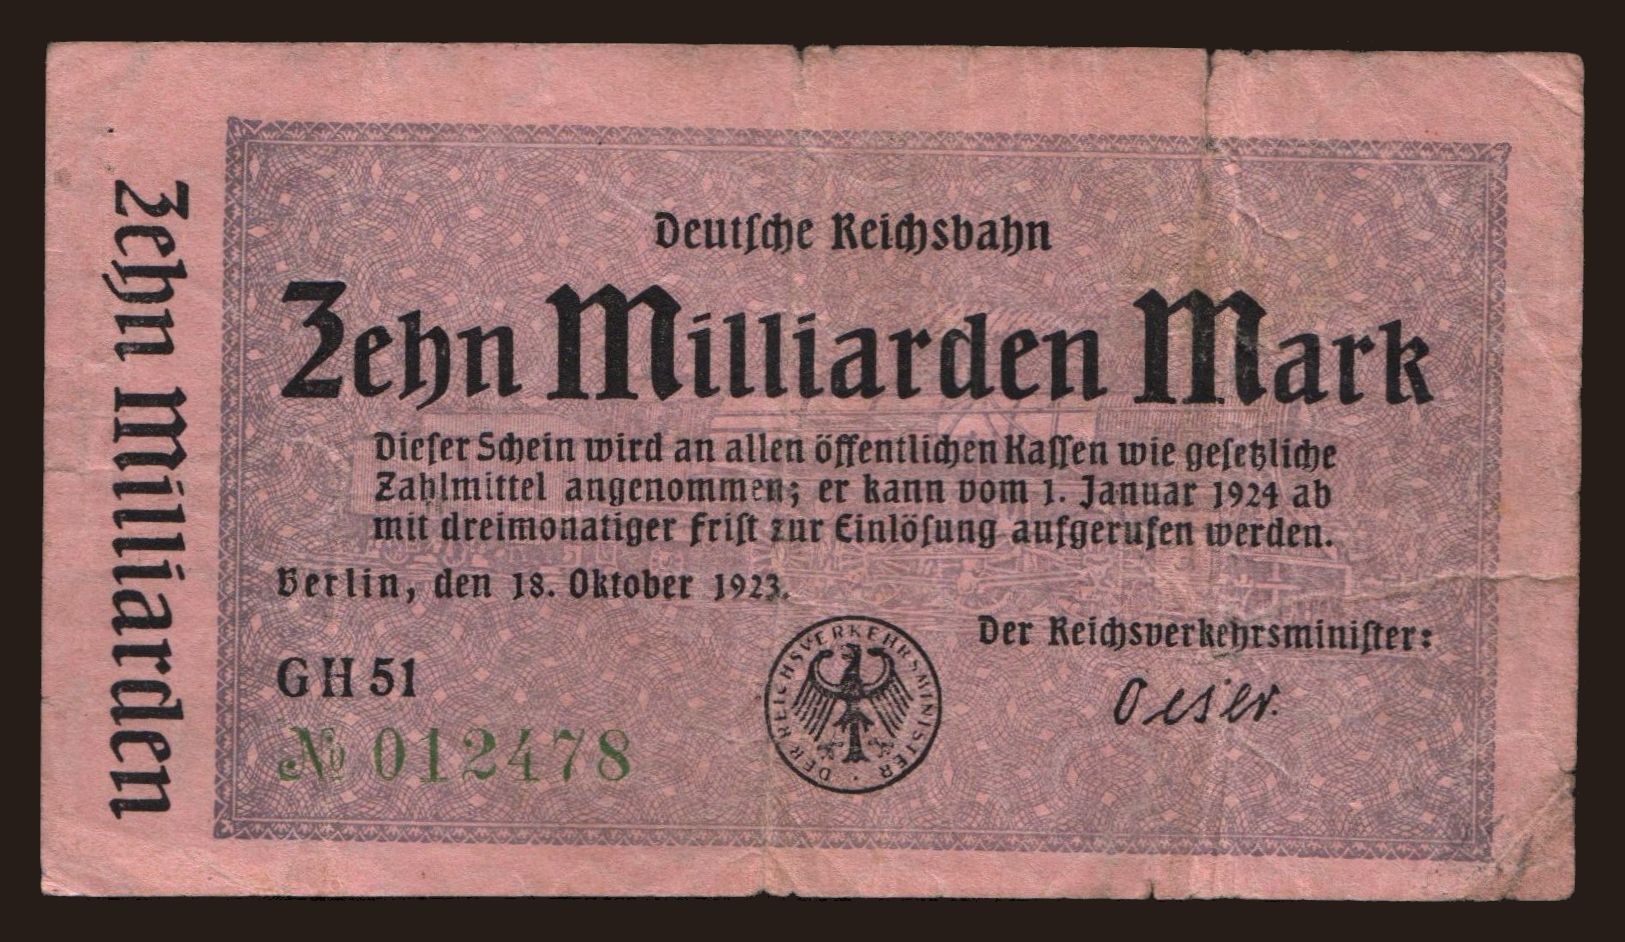 Zehn Milliarden
Deutſche Reichsbahn
Zehn Milliarden Mark
Dieſer Schein wird an allen öffentlichen Kaſſen wie geſetzliche
Zahlmittel angenommen; er kann vom 1. Januar 1924 ab
mit dreimonatiger Friſt zur Einlöſung aufgerufen werden.
Berlin, den 18. Oktober 1923.
Der Reichsverkehrsminiſter:
GH 51
Oeser.
№ 012478
DER REICHSVERKEHRSMINISTER